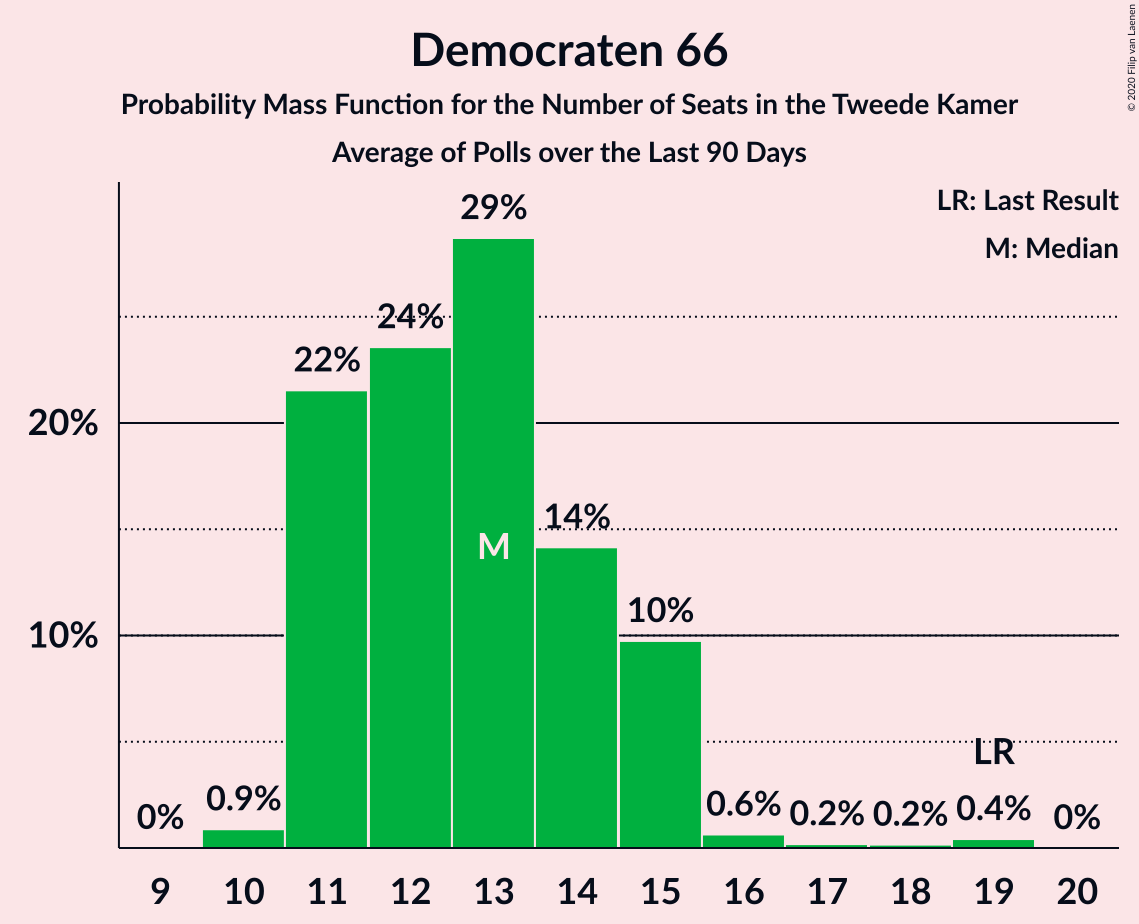 Democraten 66
Probability Mass Function for the Number of Seats in the Tweede Kamer
Average of Polls over the Last 90 Days
© 2020 Filip van Laenen
LR: Last Result
M: Median
29%
24%
22%
20%
14%
M
10%
10%
LR
0%
0.9%
0.6%
0.2%
0.2%
0.4%
0%
9 10 11 12 13 14 15 16 17 18 19 20